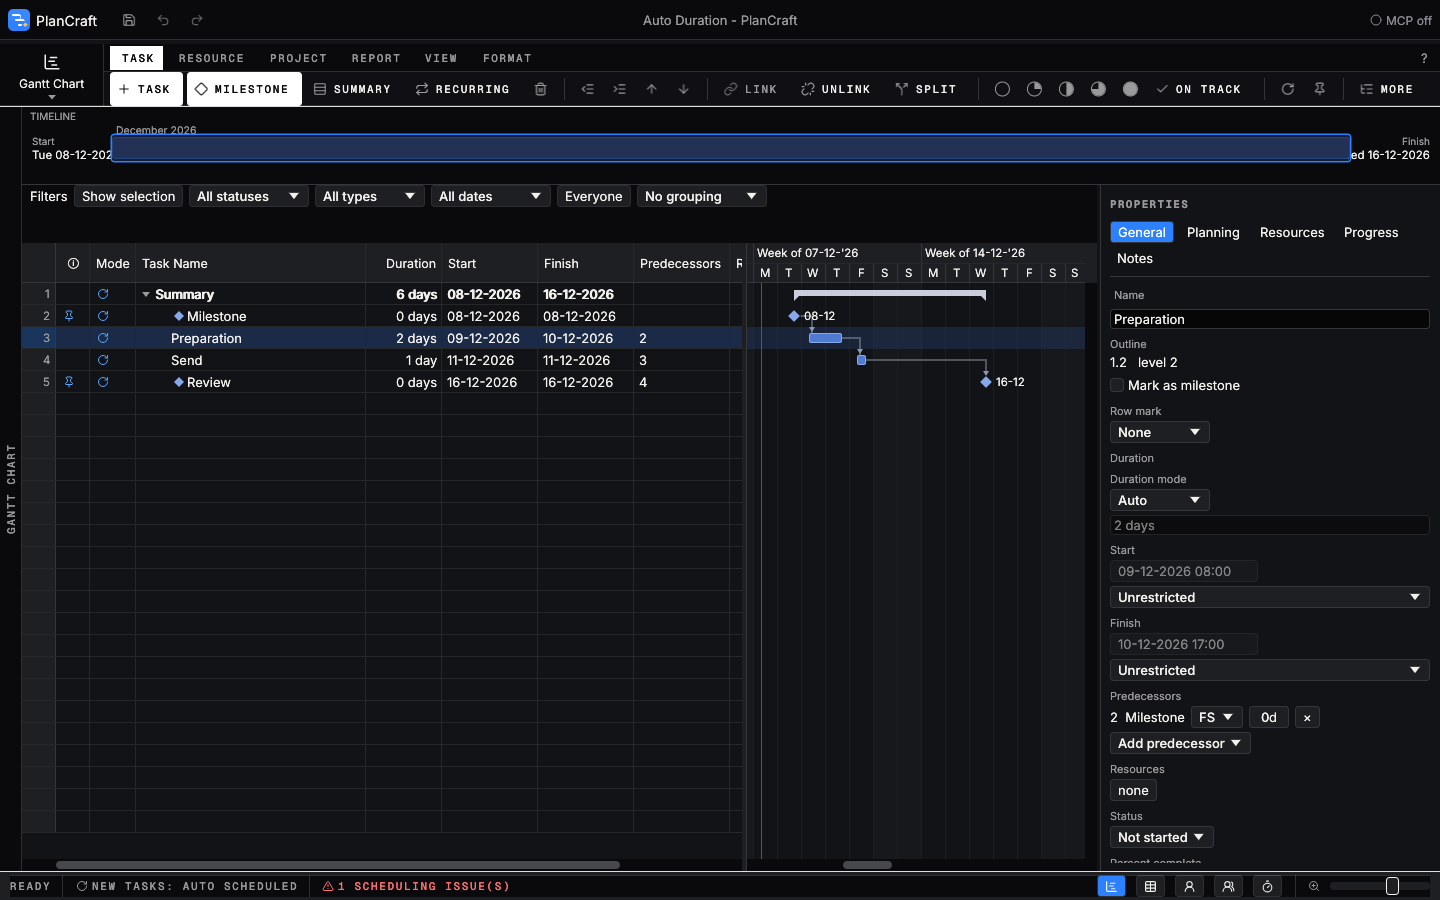 PlanCraft
Auto Duration - PlanCraft
MCP off
Gantt Chart
TASK RESOURCE PROJECT REPORT VIEW FORMAT
?
TASK MILESTONE SUMMARY RECURRING LINK UNLINK SPLIT ON TRACK MORE
TIMELINE
December 2026
Start
Tue 08-12-202
Finish
ed 16-12-2026
Filters Show selection All statuses All types All dates Everyone No grouping
GANTT CHART
Mode Task Name Duration Start Finish Predecessors R
Week of 07-12-'26 Week of 14-12-'26
M T W T F S S M T W T F S S
1 Summary 6 days 08-12-2026 16-12-2026
2 Milestone 0 days 08-12-2026 08-12-2026
08-12
3 Preparation 2 days 09-12-2026 10-12-2026 2
4 Send 1 day 11-12-2026 11-12-2026 3
5 Review 0 days 16-12-2026 16-12-2026 4
16-12
PROPERTIES
General Planning Resources Progress
Notes
Name
Preparation
Outline
1.2 level 2
Mark as milestone
Row mark
None
Duration
Duration mode
Auto
2 days
Start
09-12-2026 08:00
Unrestricted
Finish
10-12-2026 17:00
Unrestricted
Predecessors
2 Milestone FS 0d ×
Add predecessor
Resources
none
Status
Not started
Percent complete
READY NEW TASKS: AUTO SCHEDULED 1 SCHEDULING ISSUE(S)